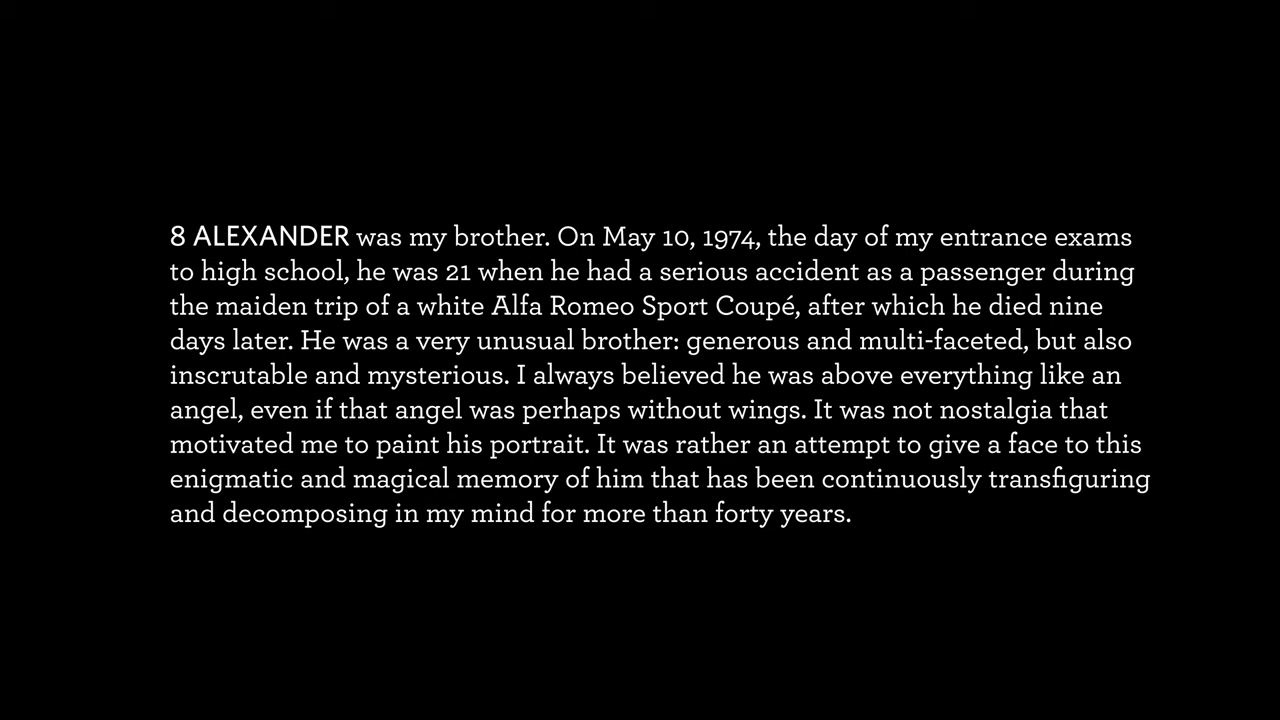 8 ALEXANDER was my brother. On May 10, 1974, the day of my entrance exams
to high school, he was 21 when he had a serious accident as a passenger during
the maiden trip of a white Alfa Romeo Sport Coupé, after which he died nine
days later. He was a very unusual brother: generous and multi-faceted, but also
inscrutable and mysterious. I always believed he was above everything like an
angel, even if that angel was perhaps without wings. It was not nostalgia that
motivated me to paint his portrait. It was rather an attempt to give a face to this
enigmatic and magical memory of him that has been continuously transfiguring
and decomposing in my mind for more than forty years.